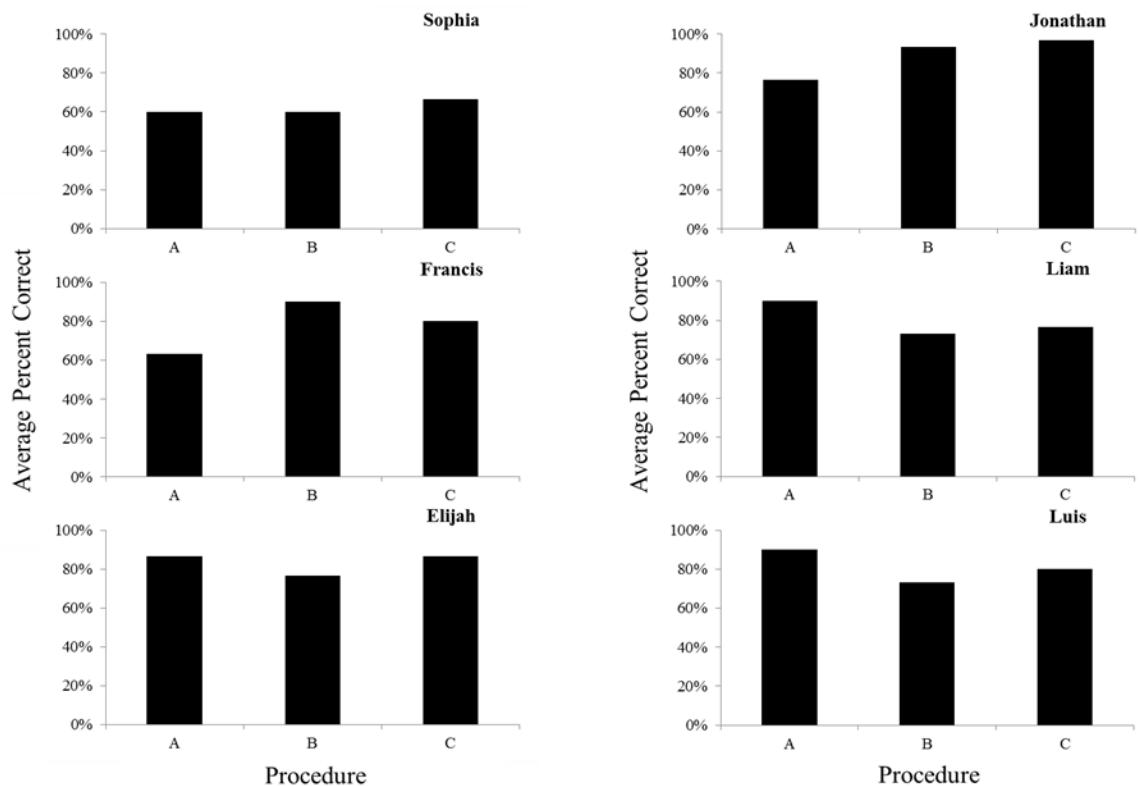 Sophia
100%
80%
60%
40%
20%
0%
A B C
Francis
100%
80%
60%
40%
20%
0%
A B C
Elijah
100%
80%
60%
40%
20%
0%
A B C
Average Percent Correct
Procedure
Jonathan
100%
80%
60%
40%
20%
0%
A B C
Liam
100%
80%
60%
40%
20%
0%
A B C
Luis
100%
80%
60%
40%
20%
0%
A B C
Average Percent Correct
Procedure